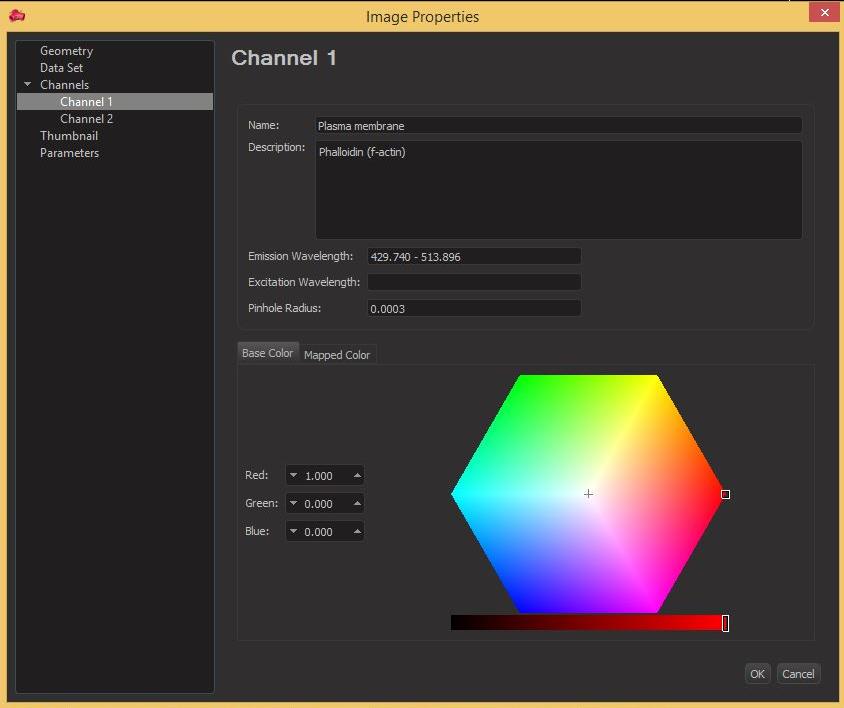 Image Properties
Geometry
Data Set
Channels
Channel 1
Channel 2
Thumbnail
Parameters
Channel 1
Name: Plasma membrane
Description: Phalloidin (f-actin)
Emission Wavelength: 429.740 - 513.896
Excitation Wavelength:
Pinhole Radius: 0.0003
Base Color Mapped Color
Red: 1.000
Green: 0.000
Blue: 0.000
OK Cancel